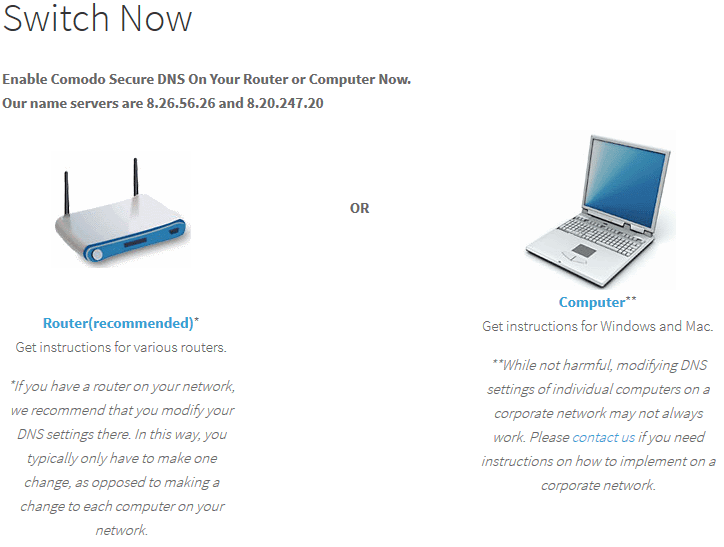 Switch Now
Enable Comodo Secure DNS On Your Router or Computer Now.
Our name servers are 8.26.56.26 and 8.20.247.20
OR
Router(recommended)*
Get instructions for various routers.
*If you have a router on your network,
we recommend that you modify your
DNS settings there. In this way, you
typically only have to make one
change, as opposed to making a
change to each computer on your
network.
Computer**
Get instructions for Windows and Mac.
**While not harmful, modifying DNS
settings of individual computers on a
corporate network may not always
work. Please contact us if you need
instructions on how to implement on a
corporate network.